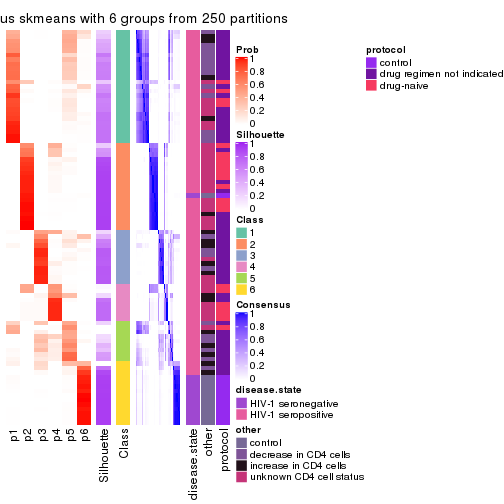 us skmeans with 6 groups from 250 partitions
Prob
1
0.8
0.6
0.4
0.2
0
Silhouette
1
0.8
0.6
0.4
0.2
0
Class
1
2
3
4
5
6
Consensus
1
0.8
0.6
0.4
0.2
0
disease.state
HIV-1 seronegative
HIV-1 seropositive
other
control
decrease in CD4 cells
increase in CD4 cells
unknown CD4 cell status
protocol
control
drug regimen not indicated
drug-naive
p1
p2
p3
p4
p5
p6
Silhouette
Class
disease.state
other
protocol